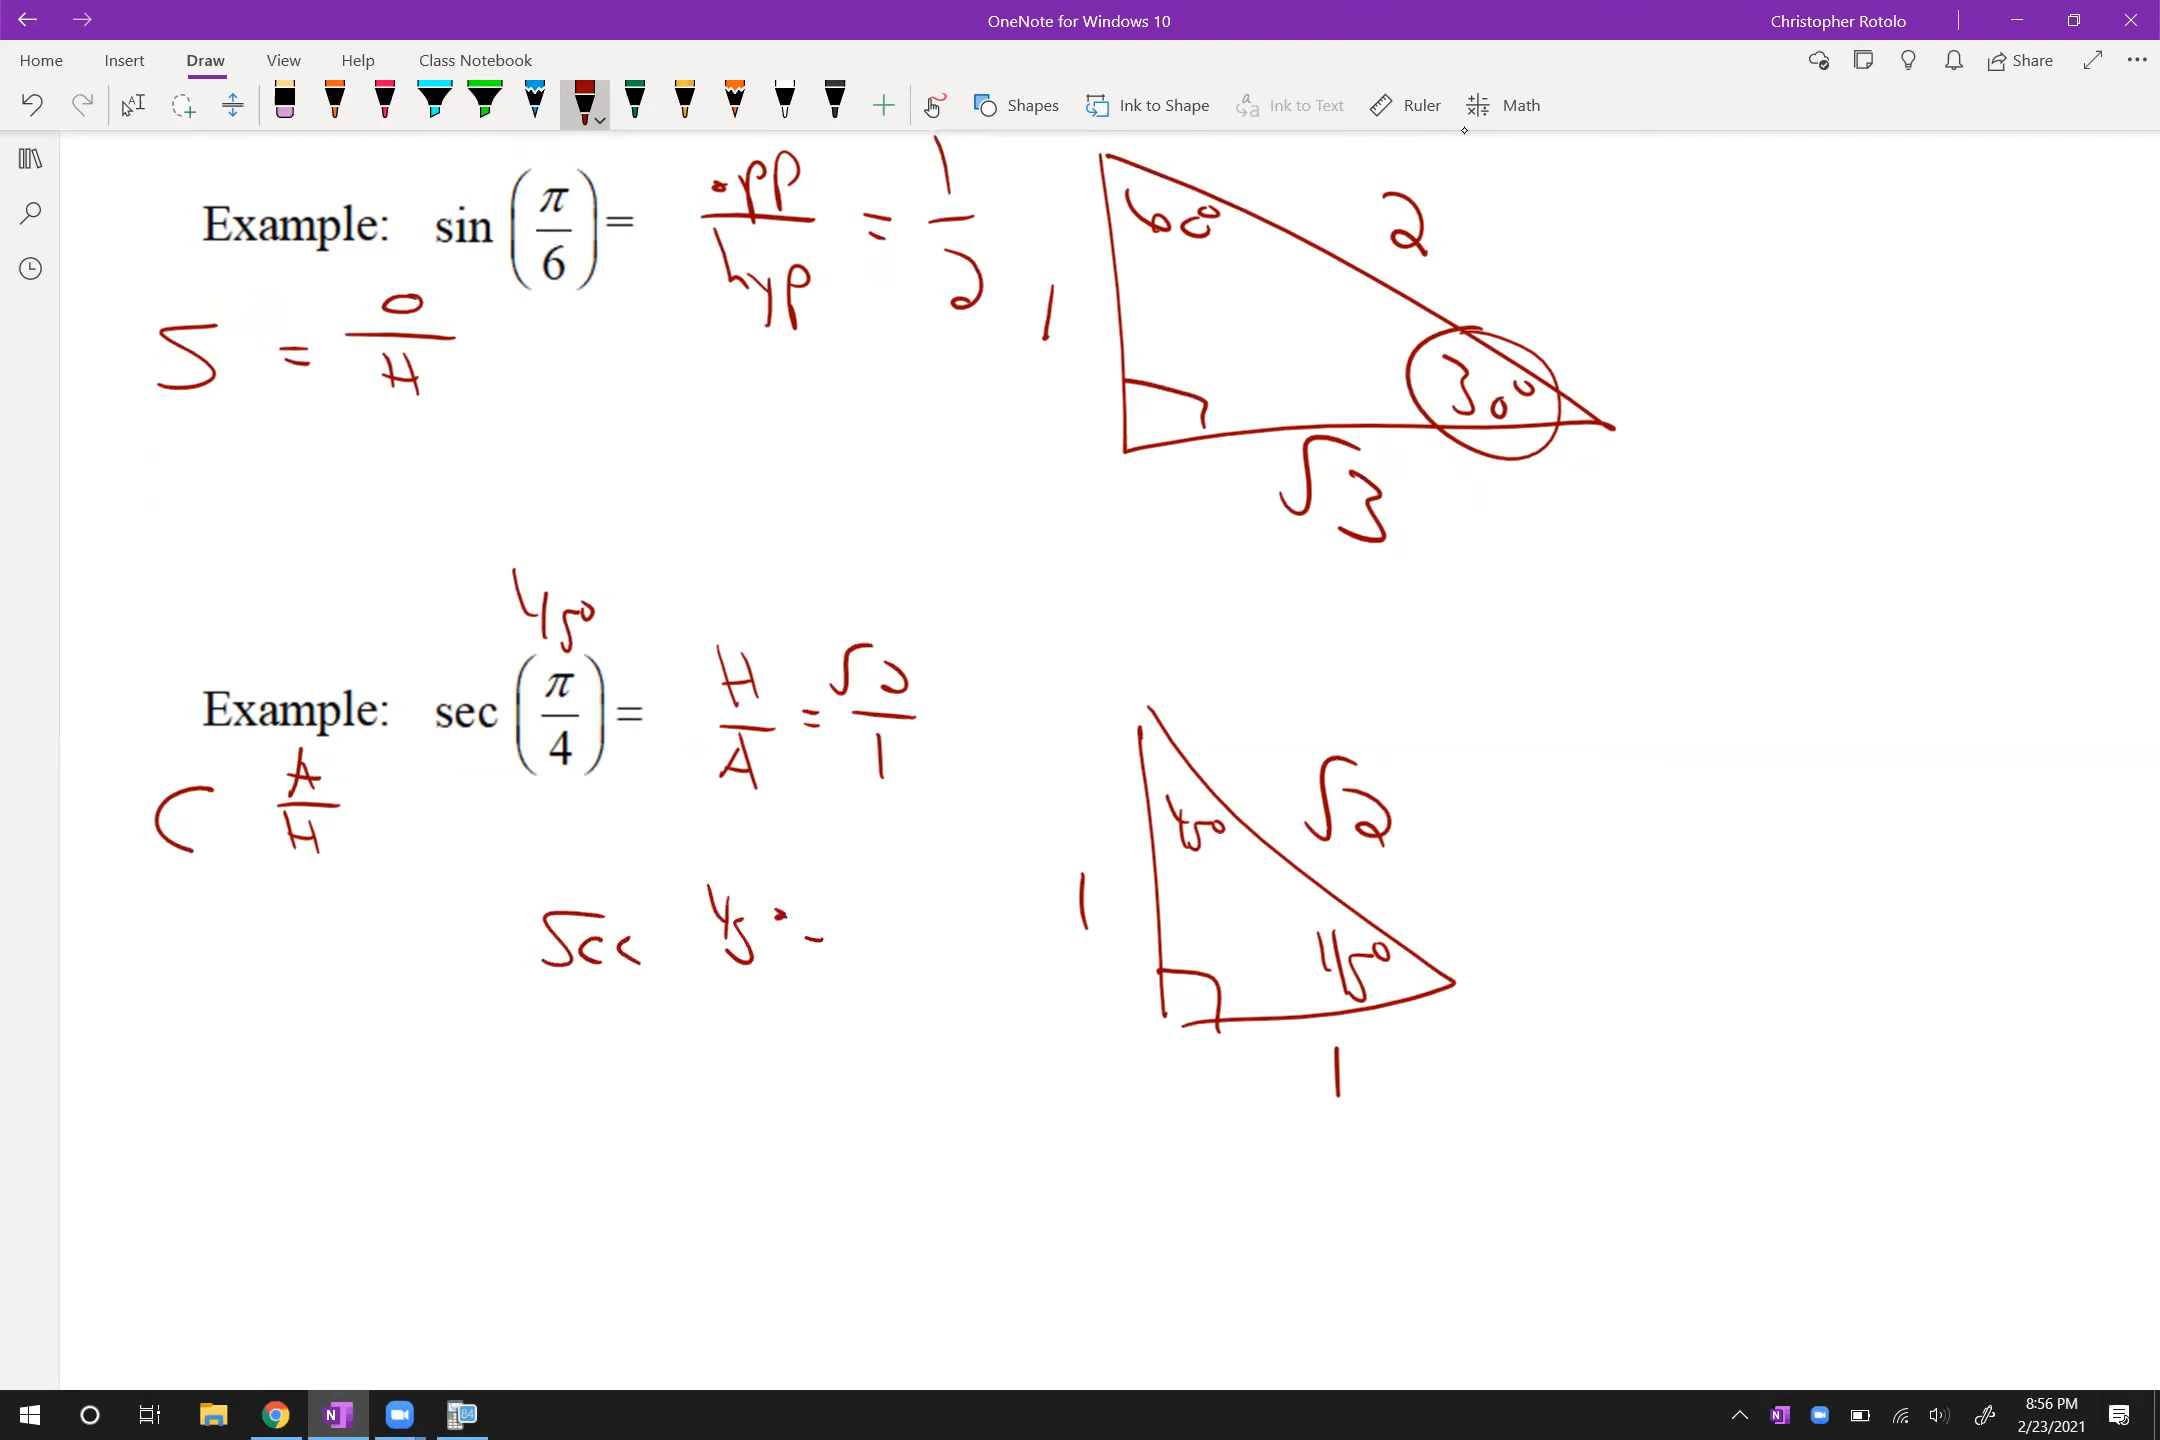 OneNote for Windows 10
Christopher Rotolo
Home Insert Draw View Help Class Notebook
Share
Shapes Ink to Shape Ink to Text Ruler Math
Example: sin(π/6) = opp/hyp = 1/2
S = O/H
60°
2
1
30°
√3
45°
Example: sec(π/4) = H/A = √2/1
C A/H
Sec 45° =
45°
√2
1
45°
1
N
84
N
8:56 PM
2/23/2021